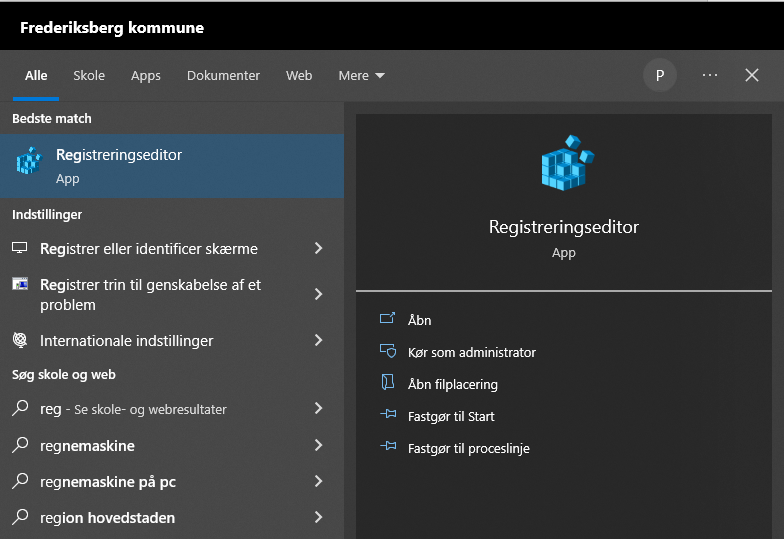 Frederiksberg kommune
Alle Skole Apps Dokumenter Web Mere P ...
Bedste match
Registreringseditor
App
Indstillinger
Registrer eller identificer skærme
Registrer trin til genskabelse af et
problem
Internationale indstillinger
Søg skole og web
reg - Se skole- og webresultater
regnemaskine
regnemaskine på pc
region hovedstaden
Registreringseditor
App
Åbn
Kør som administrator
Åbn filplacering
Fastgør til Start
Fastgør til proceslinje